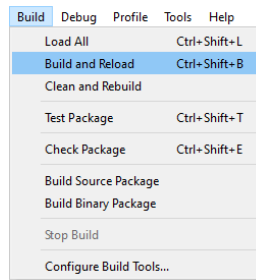 Build Debug Profile Tools Help
Load All Ctrl+Shift+L
Build and Reload Ctrl+Shift+B
Clean and Rebuild
Test Package Ctrl+Shift+T
Check Package Ctrl+Shift+E
Build Source Package
Build Binary Package
Stop Build
Configure Build Tools...